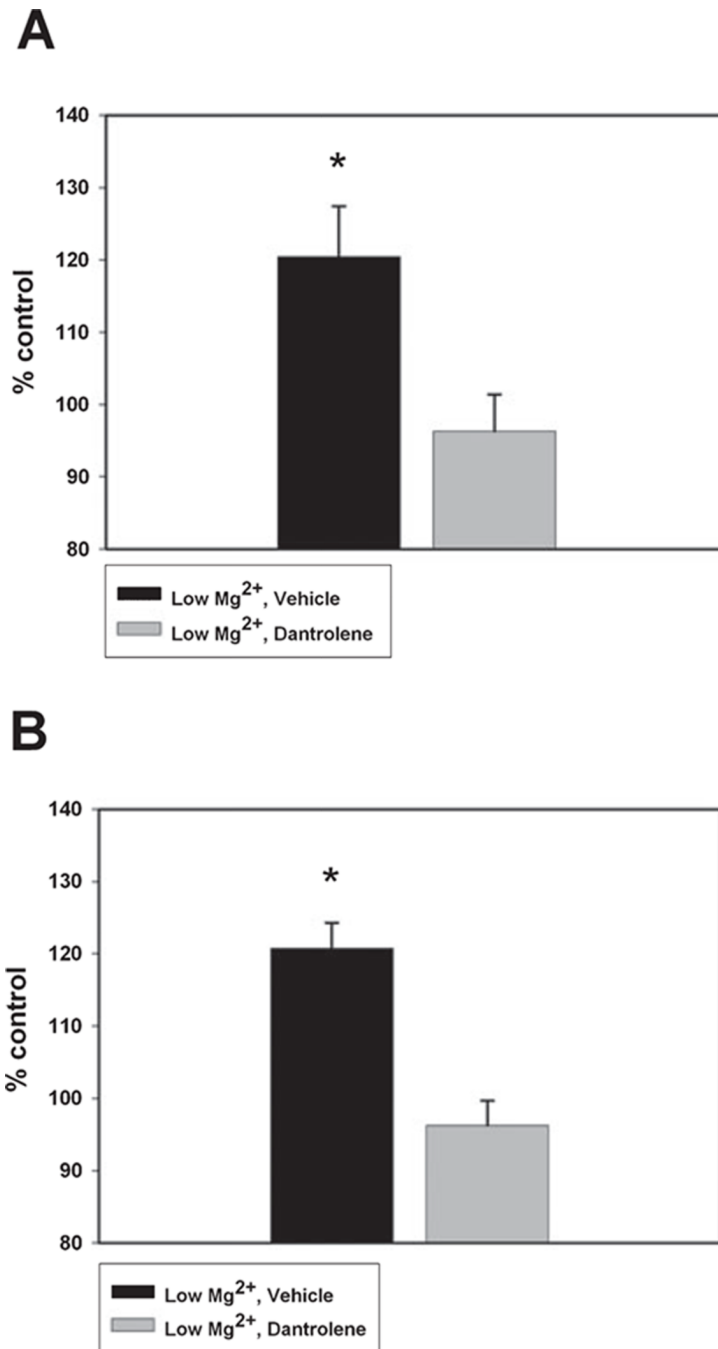 A
140
130
120
110
100
90
80
% control
*
Low Mg2+, Vehicle
Low Mg2+, Dantrolene
B
140
130
120
110
100
90
80
% control
*
Low Mg2+, Vehicle
Low Mg2+, Dantrolene